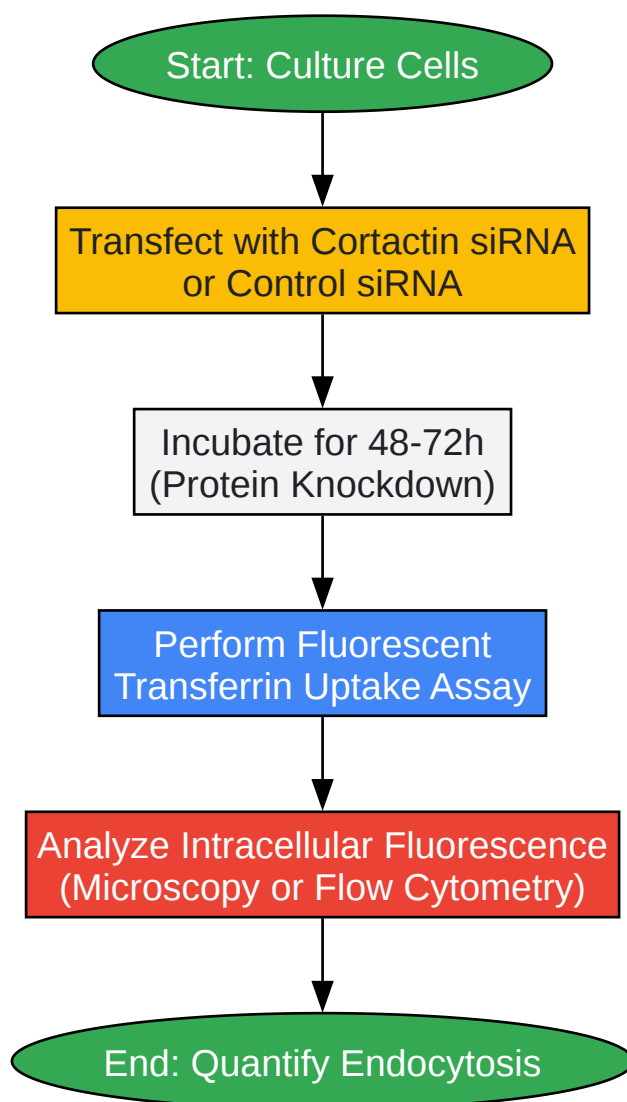 Start: Culture Cells
Transfect with Cortactin siRNA
or Control siRNA
Incubate for 48-72h
(Protein Knockdown)
Perform Fluorescent
Transferrin Uptake Assay
Analyze Intracellular Fluorescence
(Microscopy or Flow Cytometry)
End: Quantify Endocytosis